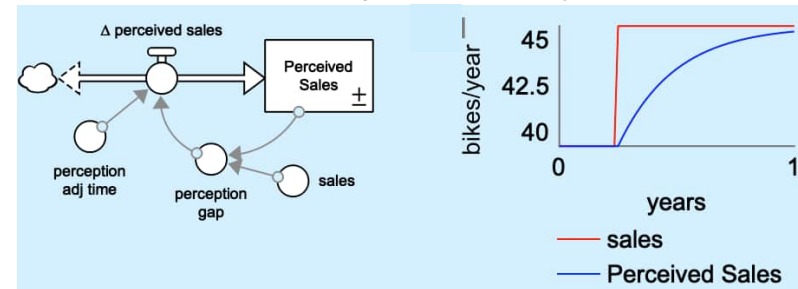 Δ perceived sales
Perceived
Sales
±
perception
adj time
perception
gap
sales
bikes/year
45
42.5
40
0
1
years
sales
Perceived Sales